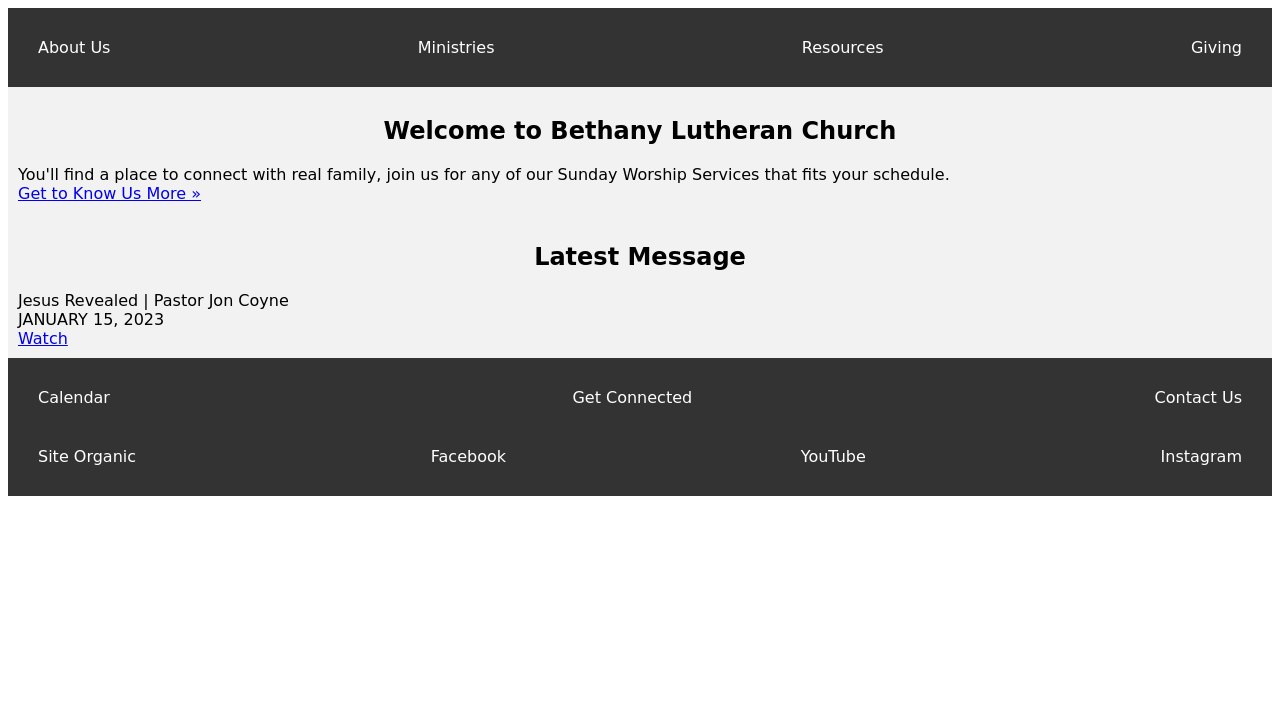 About Us Ministries Resources Giving
Welcome to Bethany Lutheran Church
You'll find a place to connect with real family, join us for any of our Sunday Worship Services that fits your schedule.
Get to Know Us More »
Latest Message
Jesus Revealed | Pastor Jon Coyne
JANUARY 15, 2023
Watch
Calendar Get Connected Contact Us
Site Organic Facebook YouTube Instagram